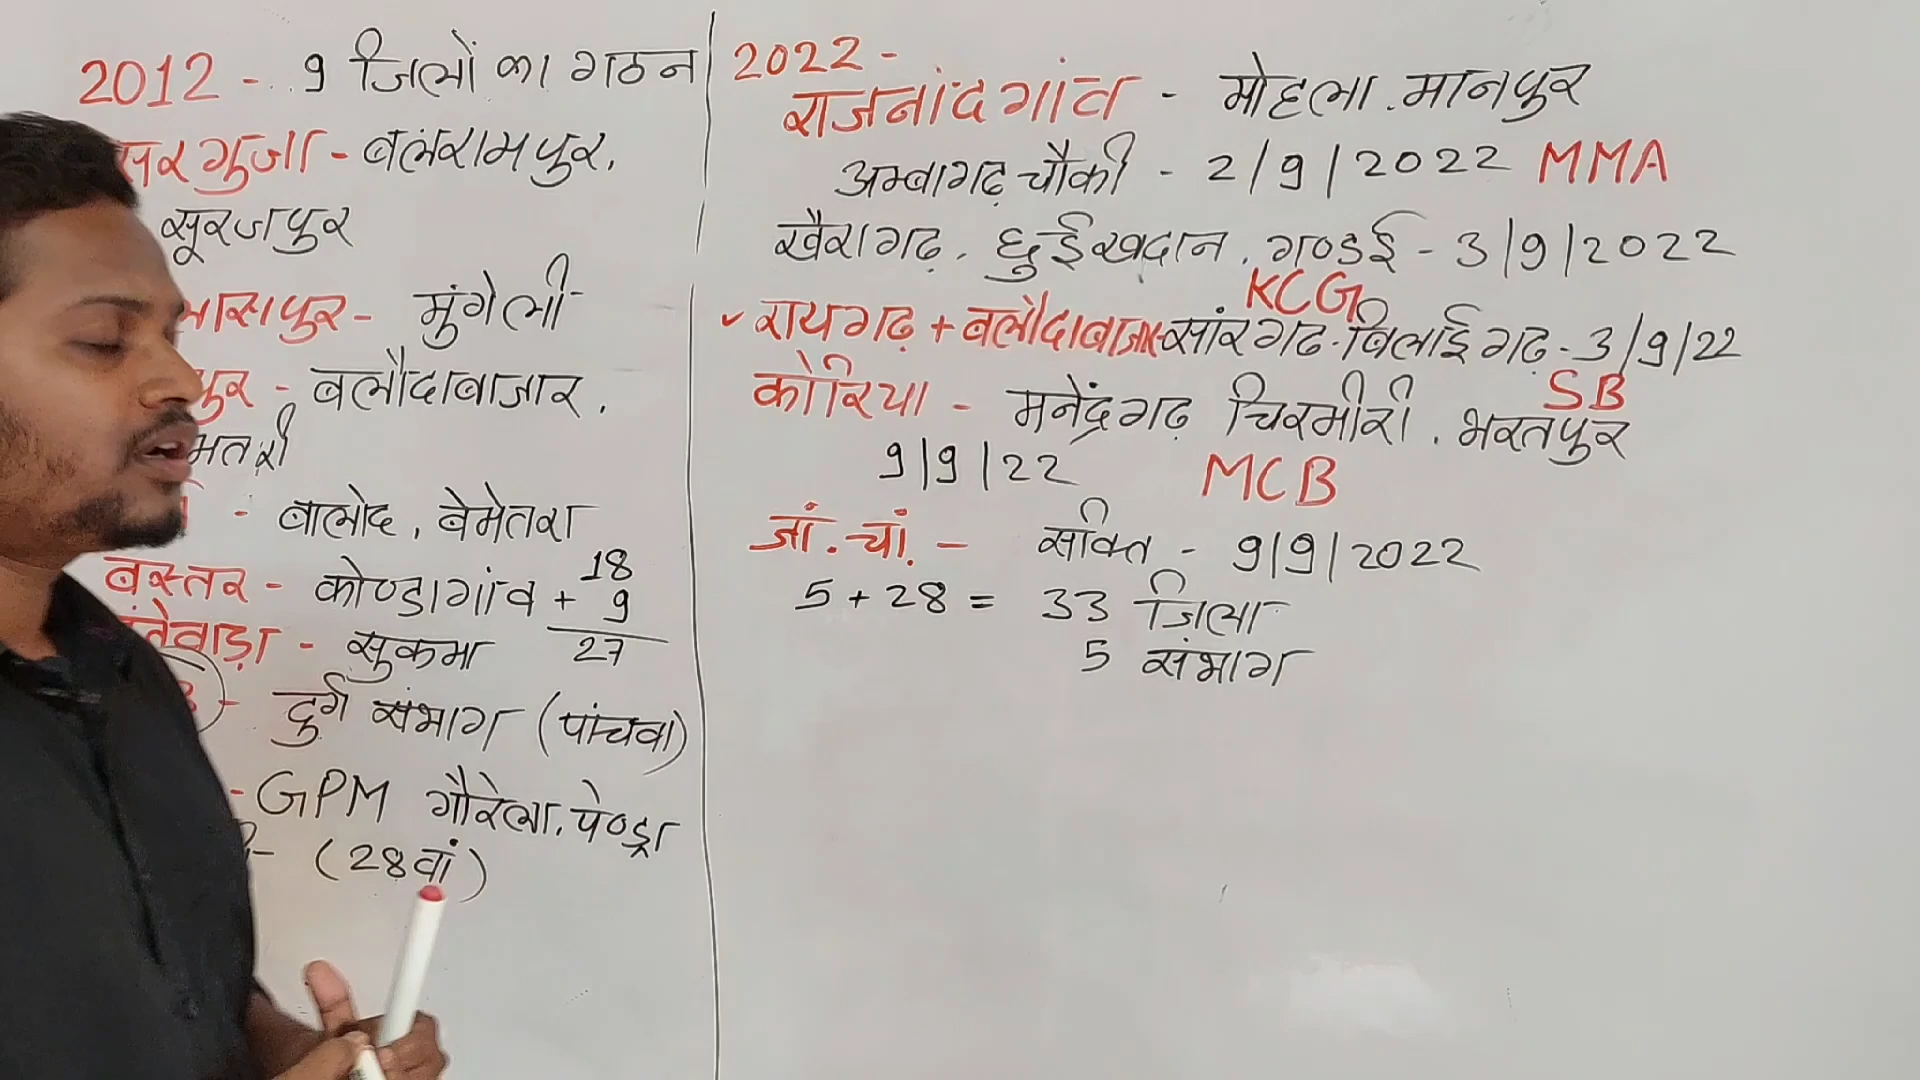 2012 - 9 जिलों का गठन
सरगुजा - बलरामपुर,
सूरजपुर
लासपुर - मुंगेली
पुर - बलौदाबाजार,
मतरी
- बालोद, बेमेतरा
बस्तर - कोण्डागांव + 18
9
27
तेवाड़ा - सुकमा
3 - दुर्ग संभाग (पांचवा)
- GPM गौरेला, पेण्ड्रा
- (28वां)
2022 -
राजनांदगांव - मोहला. मानपुर
अम्बागढ़ चौकी - 2/9/2022 MMA
खैरागढ़. छुईखदान. गण्डई - 3/9/2022
KCG
✓ रायगढ़ + बलौदाबाजार सांरगढ. बिलाईगढ़ - 3/9/22
SB
कोरिया - मनेंद्रगढ़ चिरमीरी. भरतपुर
9/9/22 MCB
जां. चां. - सक्ति - 9/9/2022
5 + 28 = 33 जिला
5 संभाग